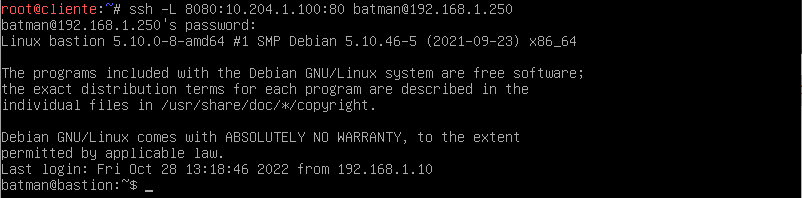 root@cliente:~# ssh -L 8080:10.204.1.100:80 batman@192.168.1.250
batman@192.168.1.250's password:
Linux bastion 5.10.0-8-amd64 #1 SMP Debian 5.10.46-5 (2021-09-23) x86_64
The programs included with the Debian GNU/Linux system are free software;
the exact distribution terms for each program are described in the
individual files in /usr/share/doc/*/copyright.
Debian GNU/Linux comes with ABSOLUTELY NO WARRANTY, to the extent
permitted by applicable law.
Last login: Fri Oct 28 13:18:46 2022 from 192.168.1.10
batman@bastion:~$ _